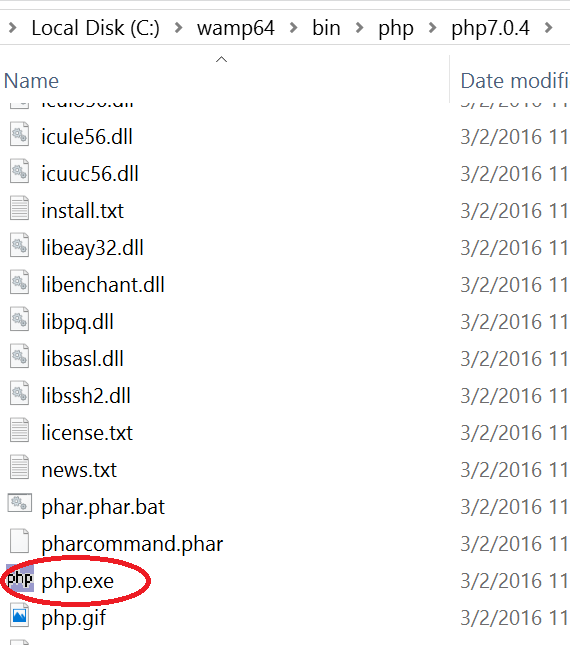 Local Disk (C:) > wamp64 > bin > php > php7.0.4 >
Name Date modifi
3/2/2016 11
icule56.dll 3/2/2016 11
icuuc56.dll 3/2/2016 11
install.txt 3/2/2016 11
libeay32.dll 3/2/2016 11
libenchant.dll 3/2/2016 11
libpq.dll 3/2/2016 11
libsasl.dll 3/2/2016 11
libssh2.dll 3/2/2016 11
license.txt 3/2/2016 11
news.txt 3/2/2016 11
phar.phar.bat 3/2/2016 11
pharcommand.phar 3/2/2016 11
php php.exe 3/2/2016 11
php.gif 3/2/2016 11